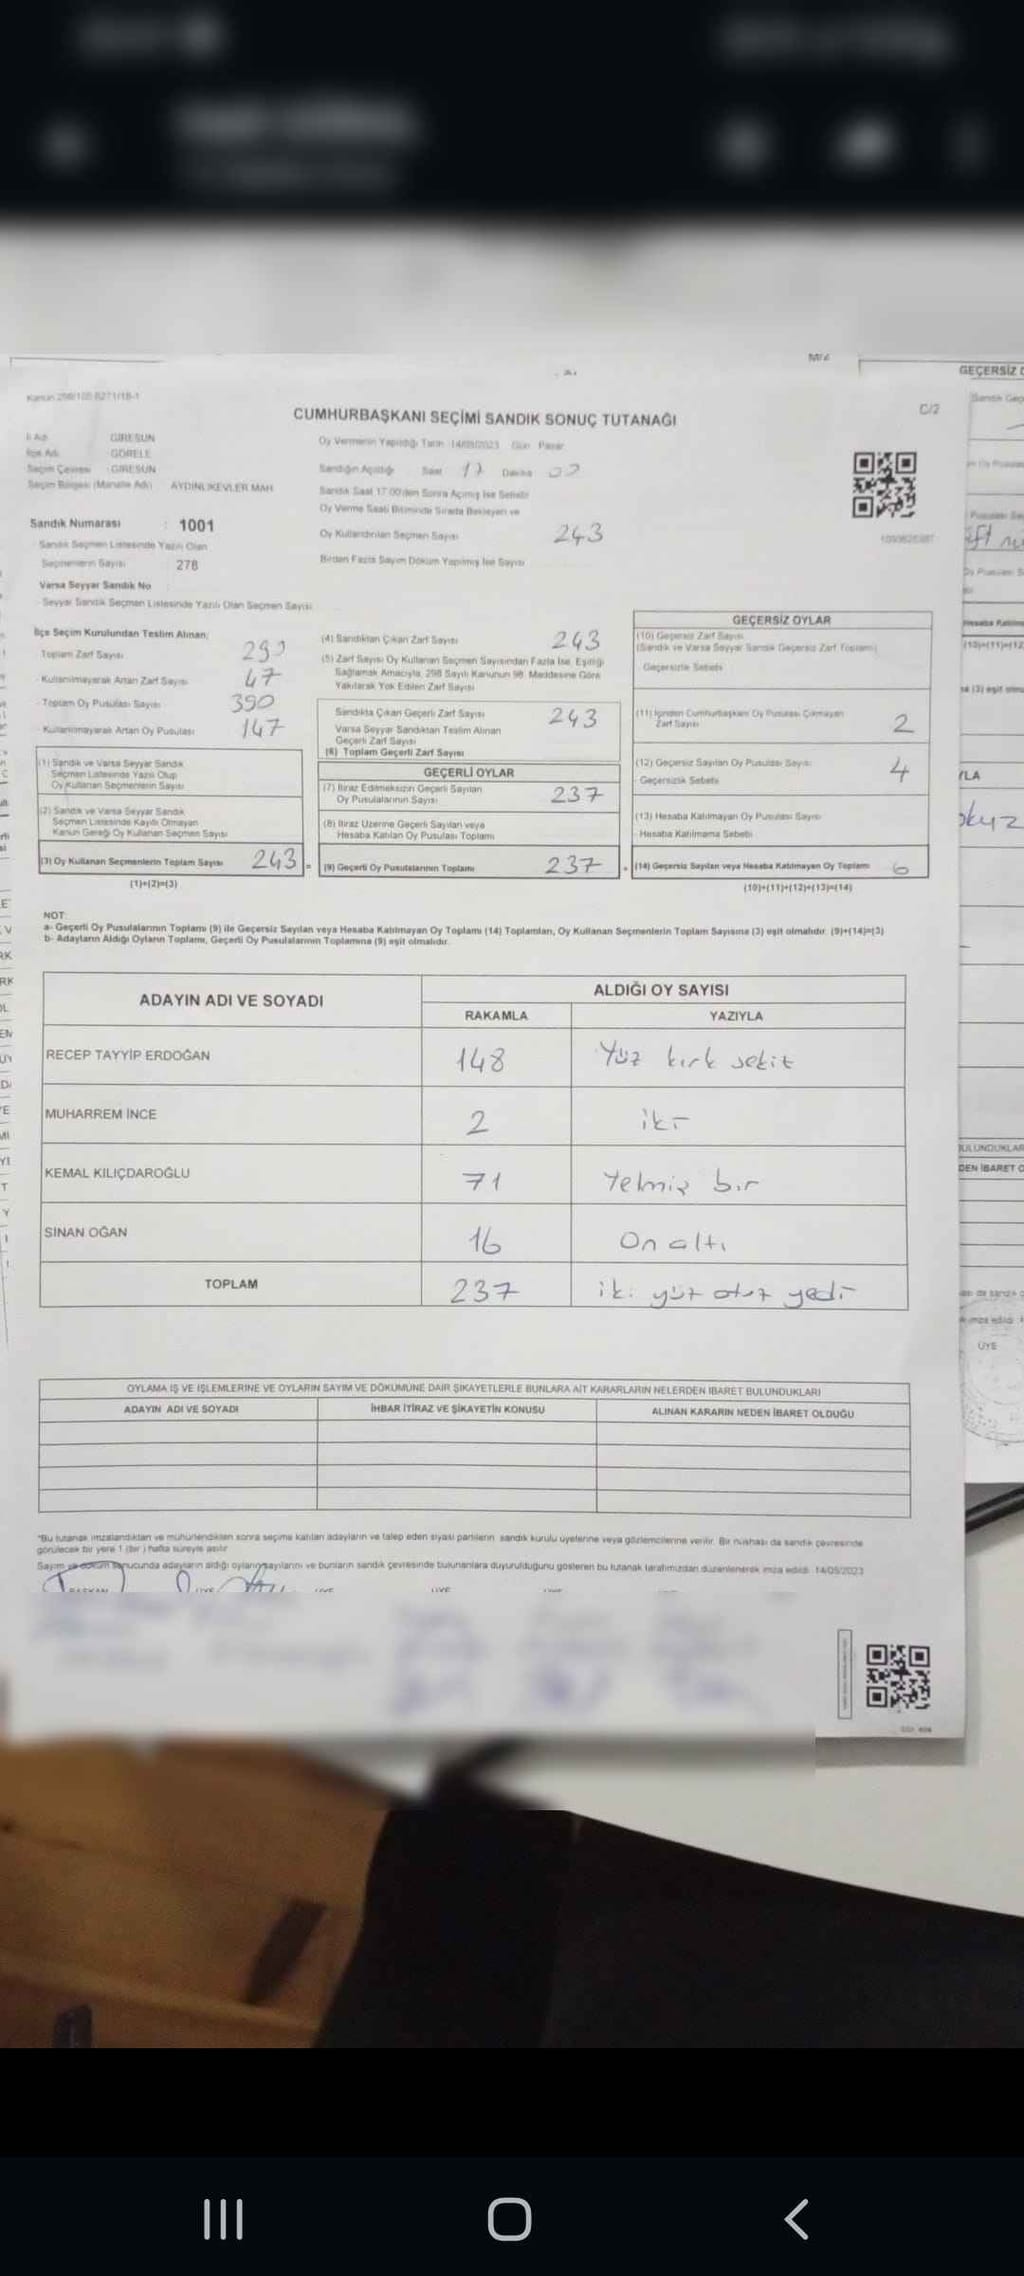 M/4
Kanun 298/105 6271/18-1
CUMHURBAŞKANI SEÇİMİ SANDIK SONUÇ TUTANAĞI
C/2
İl Adı GİRESUN
İlçe Adı GÖRELE
Seçim Çevresi GİRESUN
Seçim Bölgesi (Mahalle Adı) AYDINLIKEVLER MAH
Oy Vermenin Yapıldığı Tarih 14/05/2023 Gün Pazar
Sandığın Açıldığı Saat 17 Dakika 00
Sandık Saat 17:00'den Sonra Açılmış İse Sebebi
Oy Verme Saati Bitiminde Sırada Bekleyen ve
Oy Kullandırılan Seçmen Sayısı 243
Birden Fazla Sayım Döküm Yapılmış İse Sayısı
Sandık Numarası : 1001
Sandık Seçmen Listesinde Yazılı Olan
Seçmenlerin Sayısı 278
Varsa Seyyar Sandık No
Seyyar Sandık Seçmen Listesinde Yazılı Olan Seçmen Sayısı
İlçe Seçim Kurulundan Teslim Alınan;
Toplam Zarf Sayısı
Kullanılmayarak Artan Zarf Sayısı 47
Toplam Oy Pusulası Sayısı 390
Kullanılmayarak Artan Oy Pusulası 147
(1) Sandık ve Varsa Seyyar Sandık
Seçmen Listesinde Yazılı Olup
Oy Kullanan Seçmenlerin Sayısı
(2) Sandık ve Varsa Seyyar Sandık
Seçmen Listesinde Kaydı Olmayan
Kanun Gereği Oy Kullanan Seçmen Sayısı
(3) Oy Kullanan Seçmenlerin Toplam Sayısı 243 =
(1)+(2)=(3)
(4) Sandıktan Çıkan Zarf Sayısı 243
(5) Zarf Sayısı Oy Kullanan Seçmen Sayısından Fazla İse, Eşitliği
Sağlamak Amacıyla, 298 Sayılı Kanunun 98. Maddesine Göre
Yakılarak Yok Edilen Zarf Sayısı
Sandıkta Çıkan Geçerli Zarf Sayısı 243
Varsa Seyyar Sandıktan Teslim Alınan
Geçerli Zarf Sayısı
(6) Toplam Geçerli Zarf Sayısı
GEÇERLİ OYLAR
(7) İtiraz Edilmeksizin Geçerli Sayılan
Oy Pusulalarının Sayısı 237
(8) İtiraz Üzerine Geçerli Sayılan veya
Hesaba Katılan Oy Pusulası Toplamı
(9) Geçerli Oy Pusulalarının Toplamı 237 +
GEÇERSİZ OYLAR
(10) Geçersiz Zarf Sayısı
(Sandık ve Varsa Seyyar Sandık Geçersiz Zarf Toplamı)
Geçersizlik Sebebi
(11) İçinden Cumhurbaşkanı Oy Pusulası Çıkmayan
Zarf Sayısı 2
(12) Geçersiz Sayılan Oy Pusulası Sayısı 4
Geçersizlik Sebebi
(13) Hesaba Katılmayan Oy Pusulası Sayısı
Hesaba Katılmama Sebebi
(14) Geçersiz Sayılan veya Hesaba Katılmayan Oy Toplamı 6
(10)+(11)+(12)+(13)=(14)
NOT:
a- Geçerli Oy Pusulalarının Toplamı (9) ile Geçersiz Sayılan veya Hesaba Katılmayan Oy Toplamı (14) Toplamları, Oy Kullanan Seçmenlerin Toplam Sayısına (3) eşit olmalıdır. (9)+(14)=(3)
b- Adayların Aldığı Oyların Toplamı, Geçerli Oy Pusulalarının Toplamına (9) eşit olmalıdır.
ADAYIN ADI VE SOYADI
ALDIĞI OY SAYISI
RAKAMLA YAZIYLA
RECEP TAYYİP ERDOĞAN 148 Yüz kırk sekiz
MUHARREM İNCE 2 iki
KEMAL KILIÇDAROĞLU 71 Yetmiş bir
SİNAN OĞAN 16 On altı
TOPLAM 237 iki yüz otuz yedi
OYLAMA İŞ VE İŞLEMLERİNE VE OYLARIN SAYIM VE DÖKÜMÜNE DAİR ŞİKAYETLERLE BUNLARA AİT KARARLARIN NELERDEN İBARET BULUNDUKLARI
ADAYIN ADI VE SOYADI
İHBAR İTİRAZ VE ŞİKAYETİN KONUSU
ALINAN KARARIN NEDEN İBARET OLDUĞU
*Bu tutanak imzalandıktan ve mühürlendikten sonra seçime katılan adayların ve talep eden siyasi partilerin sandık kurulu üyelerine veya gözlemcilerine verilir. Bir nüshası da sandık çevresinde
görülecek bir yere 1 (bir) hafta süreyle asılır
Sayım ve döküm sonucunda adayların aldığı oyların sayılarını ve bunların sandık çevresinde bulunanlara duyurulduğunu gösteren bu tutanak tarafımızdan düzenlenerek imza edildi. 14/05/2023
BAŞKAN ÜYE ÜYE ÜYE
GEÇERSİZ
ÜYE